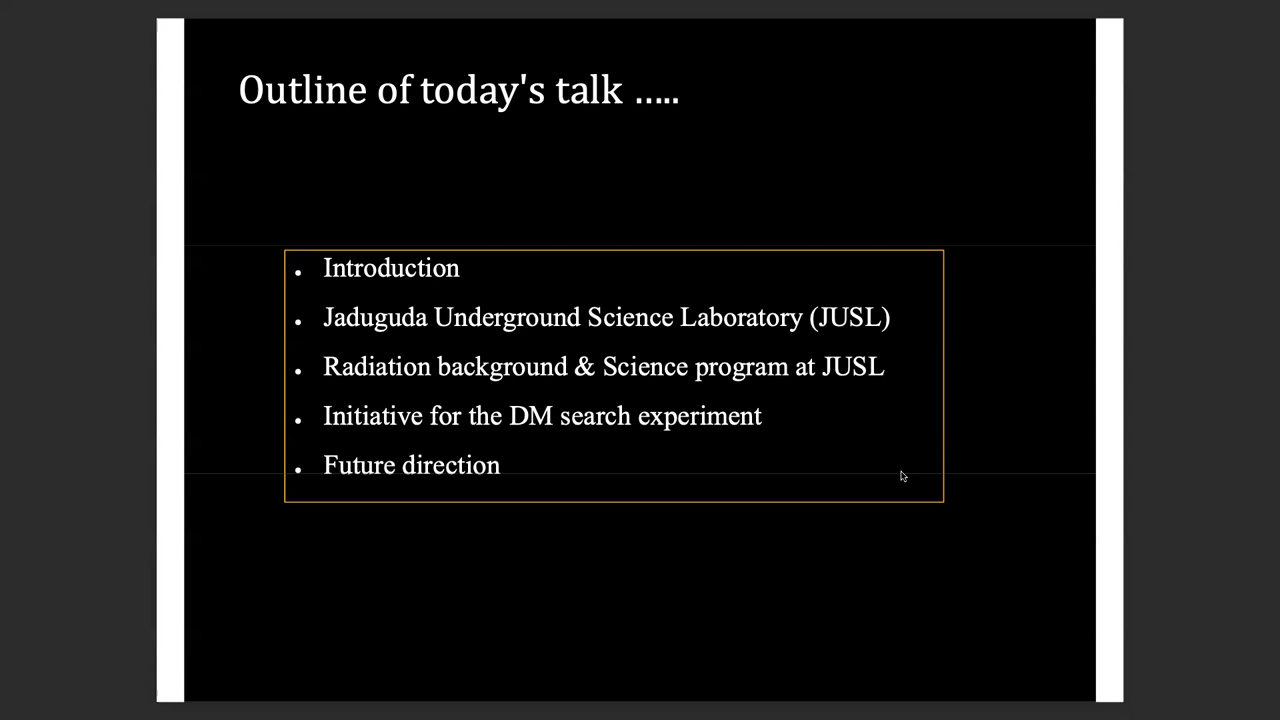 Outline of today's talk .....
• Introduction
• Jaduguda Underground Science Laboratory (JUSL)
• Radiation background & Science program at JUSL
• Initiative for the DM search experiment
• Future direction